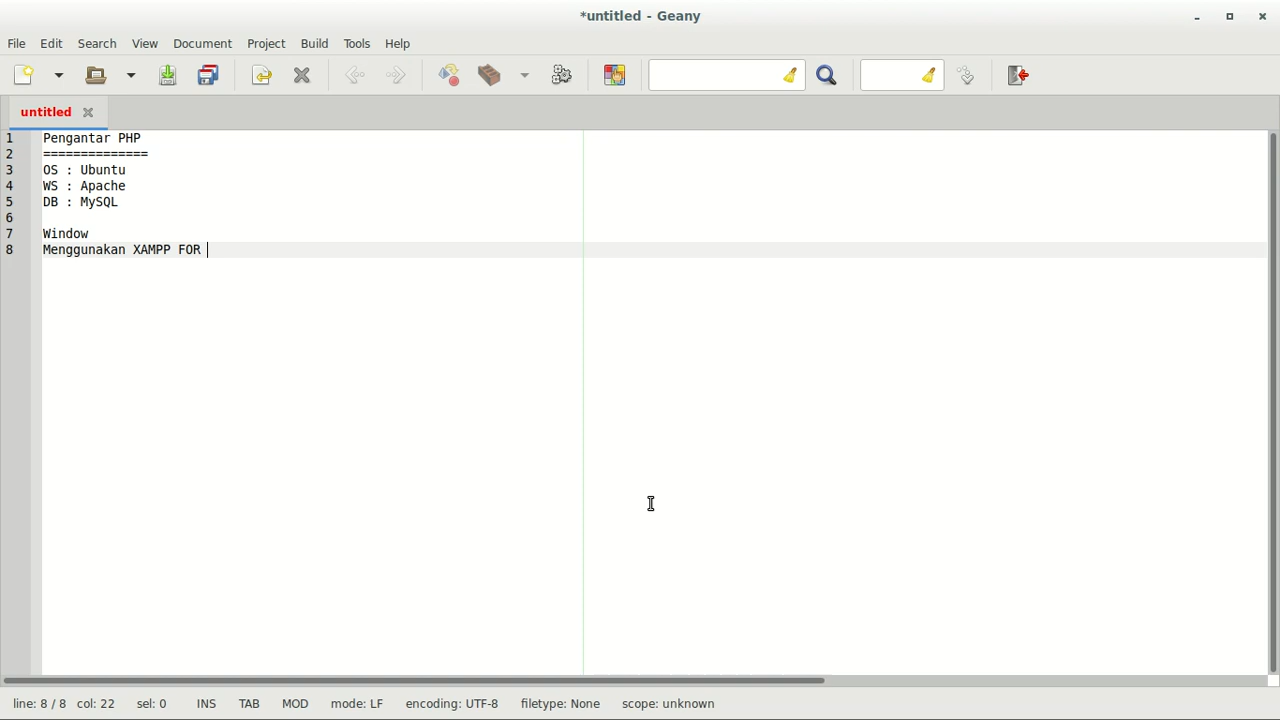 *untitled - Geany
File Edit Search View Document Project Build Tools Help
untitled
1 Pengantar PHP
2 ==============
3 OS : Ubuntu
4 WS : Apache
5 DB : MySQL
6
7 Window
8 Menggunakan XAMPP FOR
line: 8 / 8 col: 22 sel: 0 INS TAB MOD mode: LF encoding: UTF-8 filetype: None scope: unknown